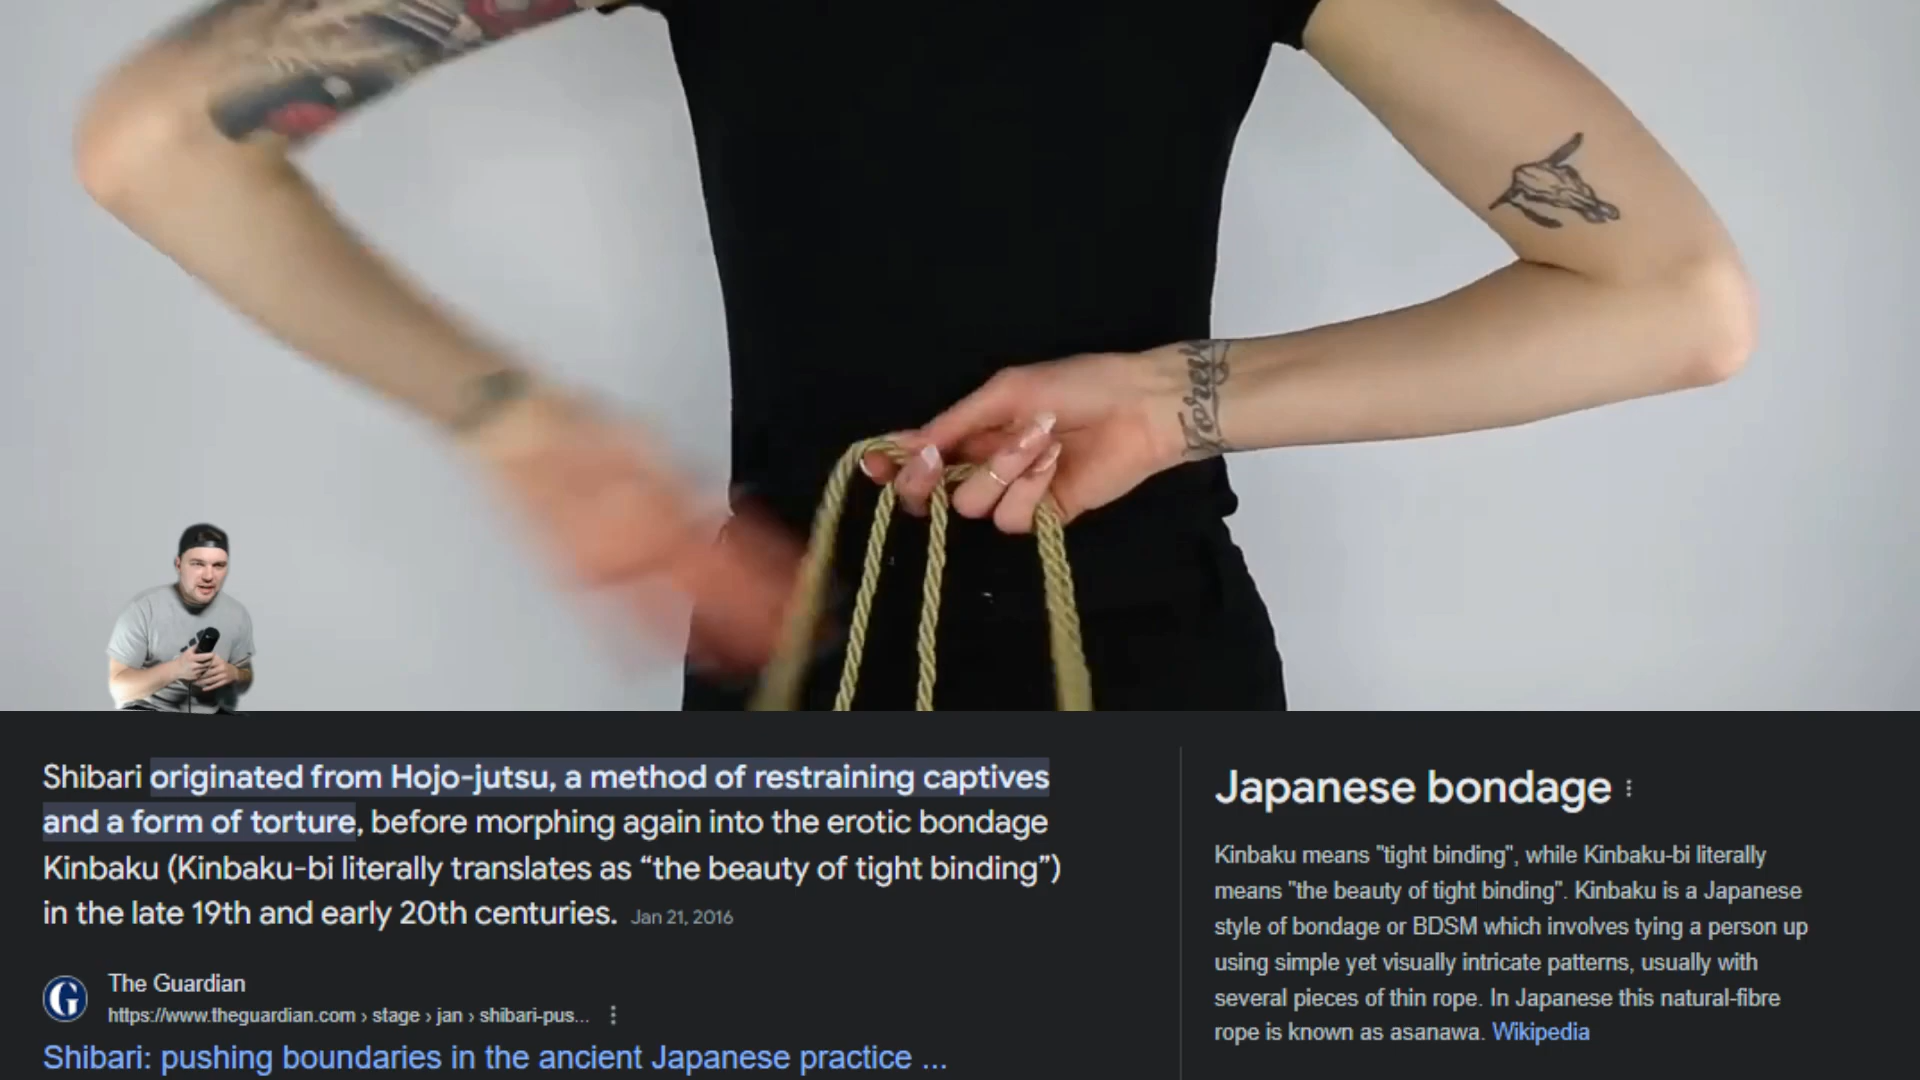 Forever
Shibari originated from Hojo-jutsu, a method of restraining captives
and a form of torture, before morphing again into the erotic bondage
Kinbaku (Kinbaku-bi literally translates as “the beauty of tight binding”)
in the late 19th and early 20th centuries. Jan 21, 2016
G
The Guardian
https://www.theguardian.com › stage › jan › shibari-pus...
Shibari: pushing boundaries in the ancient Japanese practice ...
Japanese bondage
Kinbaku means "tight binding", while Kinbaku-bi literally
means "the beauty of tight binding". Kinbaku is a Japanese
style of bondage or BDSM which involves tying a person up
using simple yet visually intricate patterns, usually with
several pieces of thin rope. In Japanese this natural-fibre
rope is known as asanawa. Wikipedia